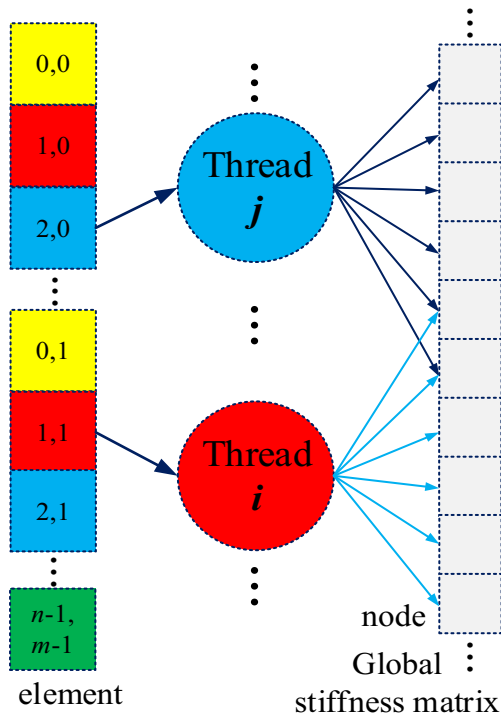 0,0
1,0
2,0
0,1
1,1
2,1
n-1,
m-1
element
Thread
j
Thread
i
node
Global
stiffness matrix